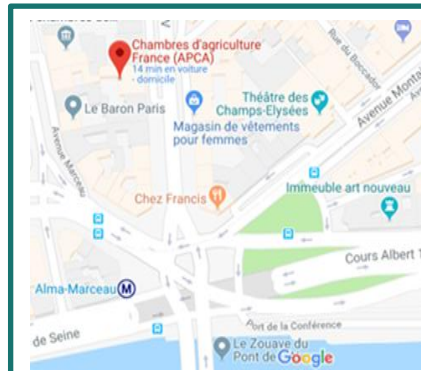 Chambres d'agriculture
France (APCA)
14 min en voiture
- domicile
Rue du Boccador
Le Baron Paris
Théâtre des
Champs-Elysées
Avenue Monta
Magasin de vêtements
pour femmes
Avenue Marceau
Chez Francis
Immeuble art nouveau
Cours Albert 1
Alma-Marceau
M
de Seine
Port de la Conférence
Le Zouave du
Pont de
Google